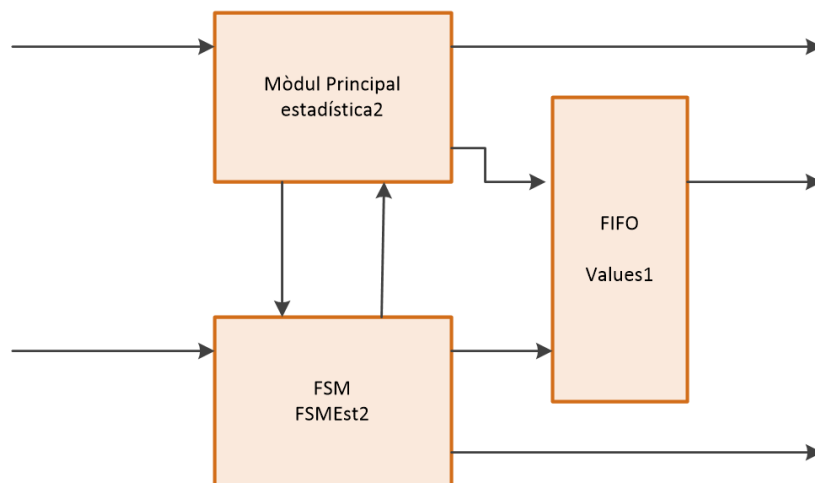 Mòdul Principal
estadística2
FIFO
Values1
FSM
FSMEst2